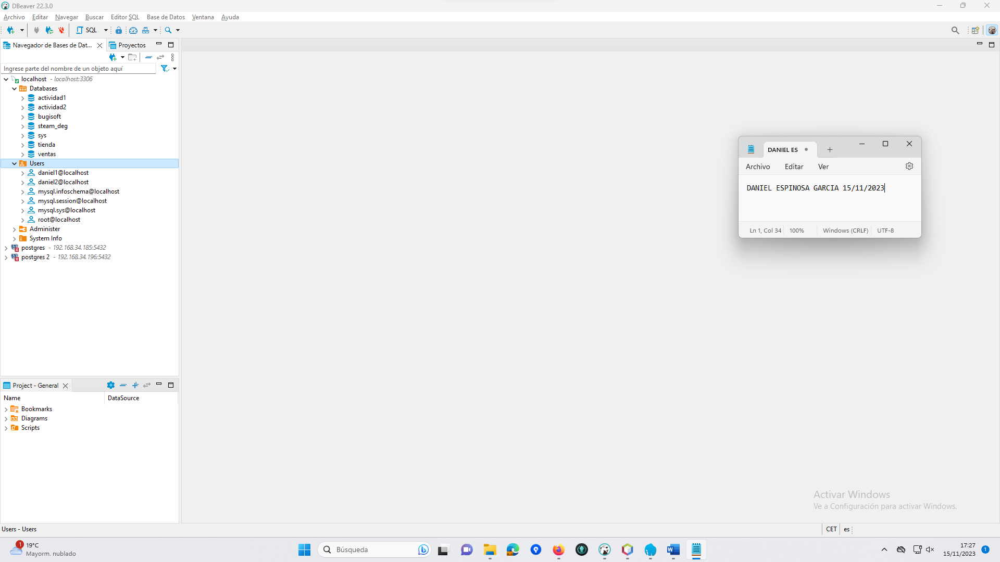 DBeaver 22.3.0
Archivo Editar Navegar Buscar Editor SQL Base de Datos Ventana Ayuda
SQL
Navegador de Bases de Dat... Proyectos
Ingrese parte del nombre de un objeto aquí
localhost - localhost:3306
Databases
actividad1
actividad2
bugisoft
steam_deg
sys
tienda
ventas
Users
daniel1@localhost
daniel2@localhost
mysql.infoschema@localhost
mysql.session@localhost
mysql.sys@localhost
root@localhost
Administer
System Info
postgres - 192.168.34.185:5432
postgres 2 - 192.168.34.196:5432
DANIEL ES
Archivo Editar Ver
DANIEL ESPINOSA GARCIA 15/11/2023
Ln 1, Col 34 100% Windows (CRLF) UTF-8
Project - General
Name DataSource
Bookmarks
Diagrams
Scripts
Activar Windows
Ve a Configuración para activar Windows.
Users - Users
CET es
1
19°C
Mayorm. nublado
Búsqueda
17:27
15/11/2023
1